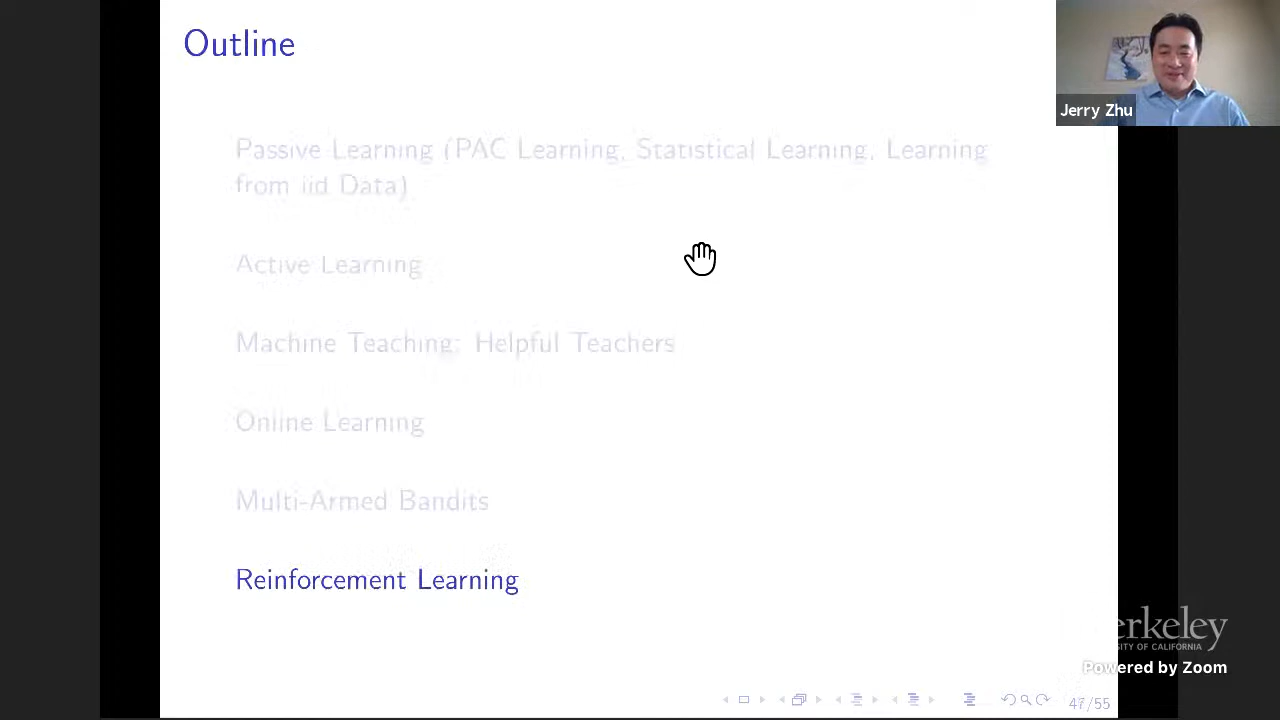 Outline
Jerry Zhu
Passive Learning (PAC Learning, Statistical Learning, Learning
from iid Data)
Active Learning
Machine Teaching: Helpful Teachers
Online Learning
Multi-Armed Bandits
Reinforcement Learning
erkeley
SITY OF CALIFORNIA
Powered by Zoom
47/55